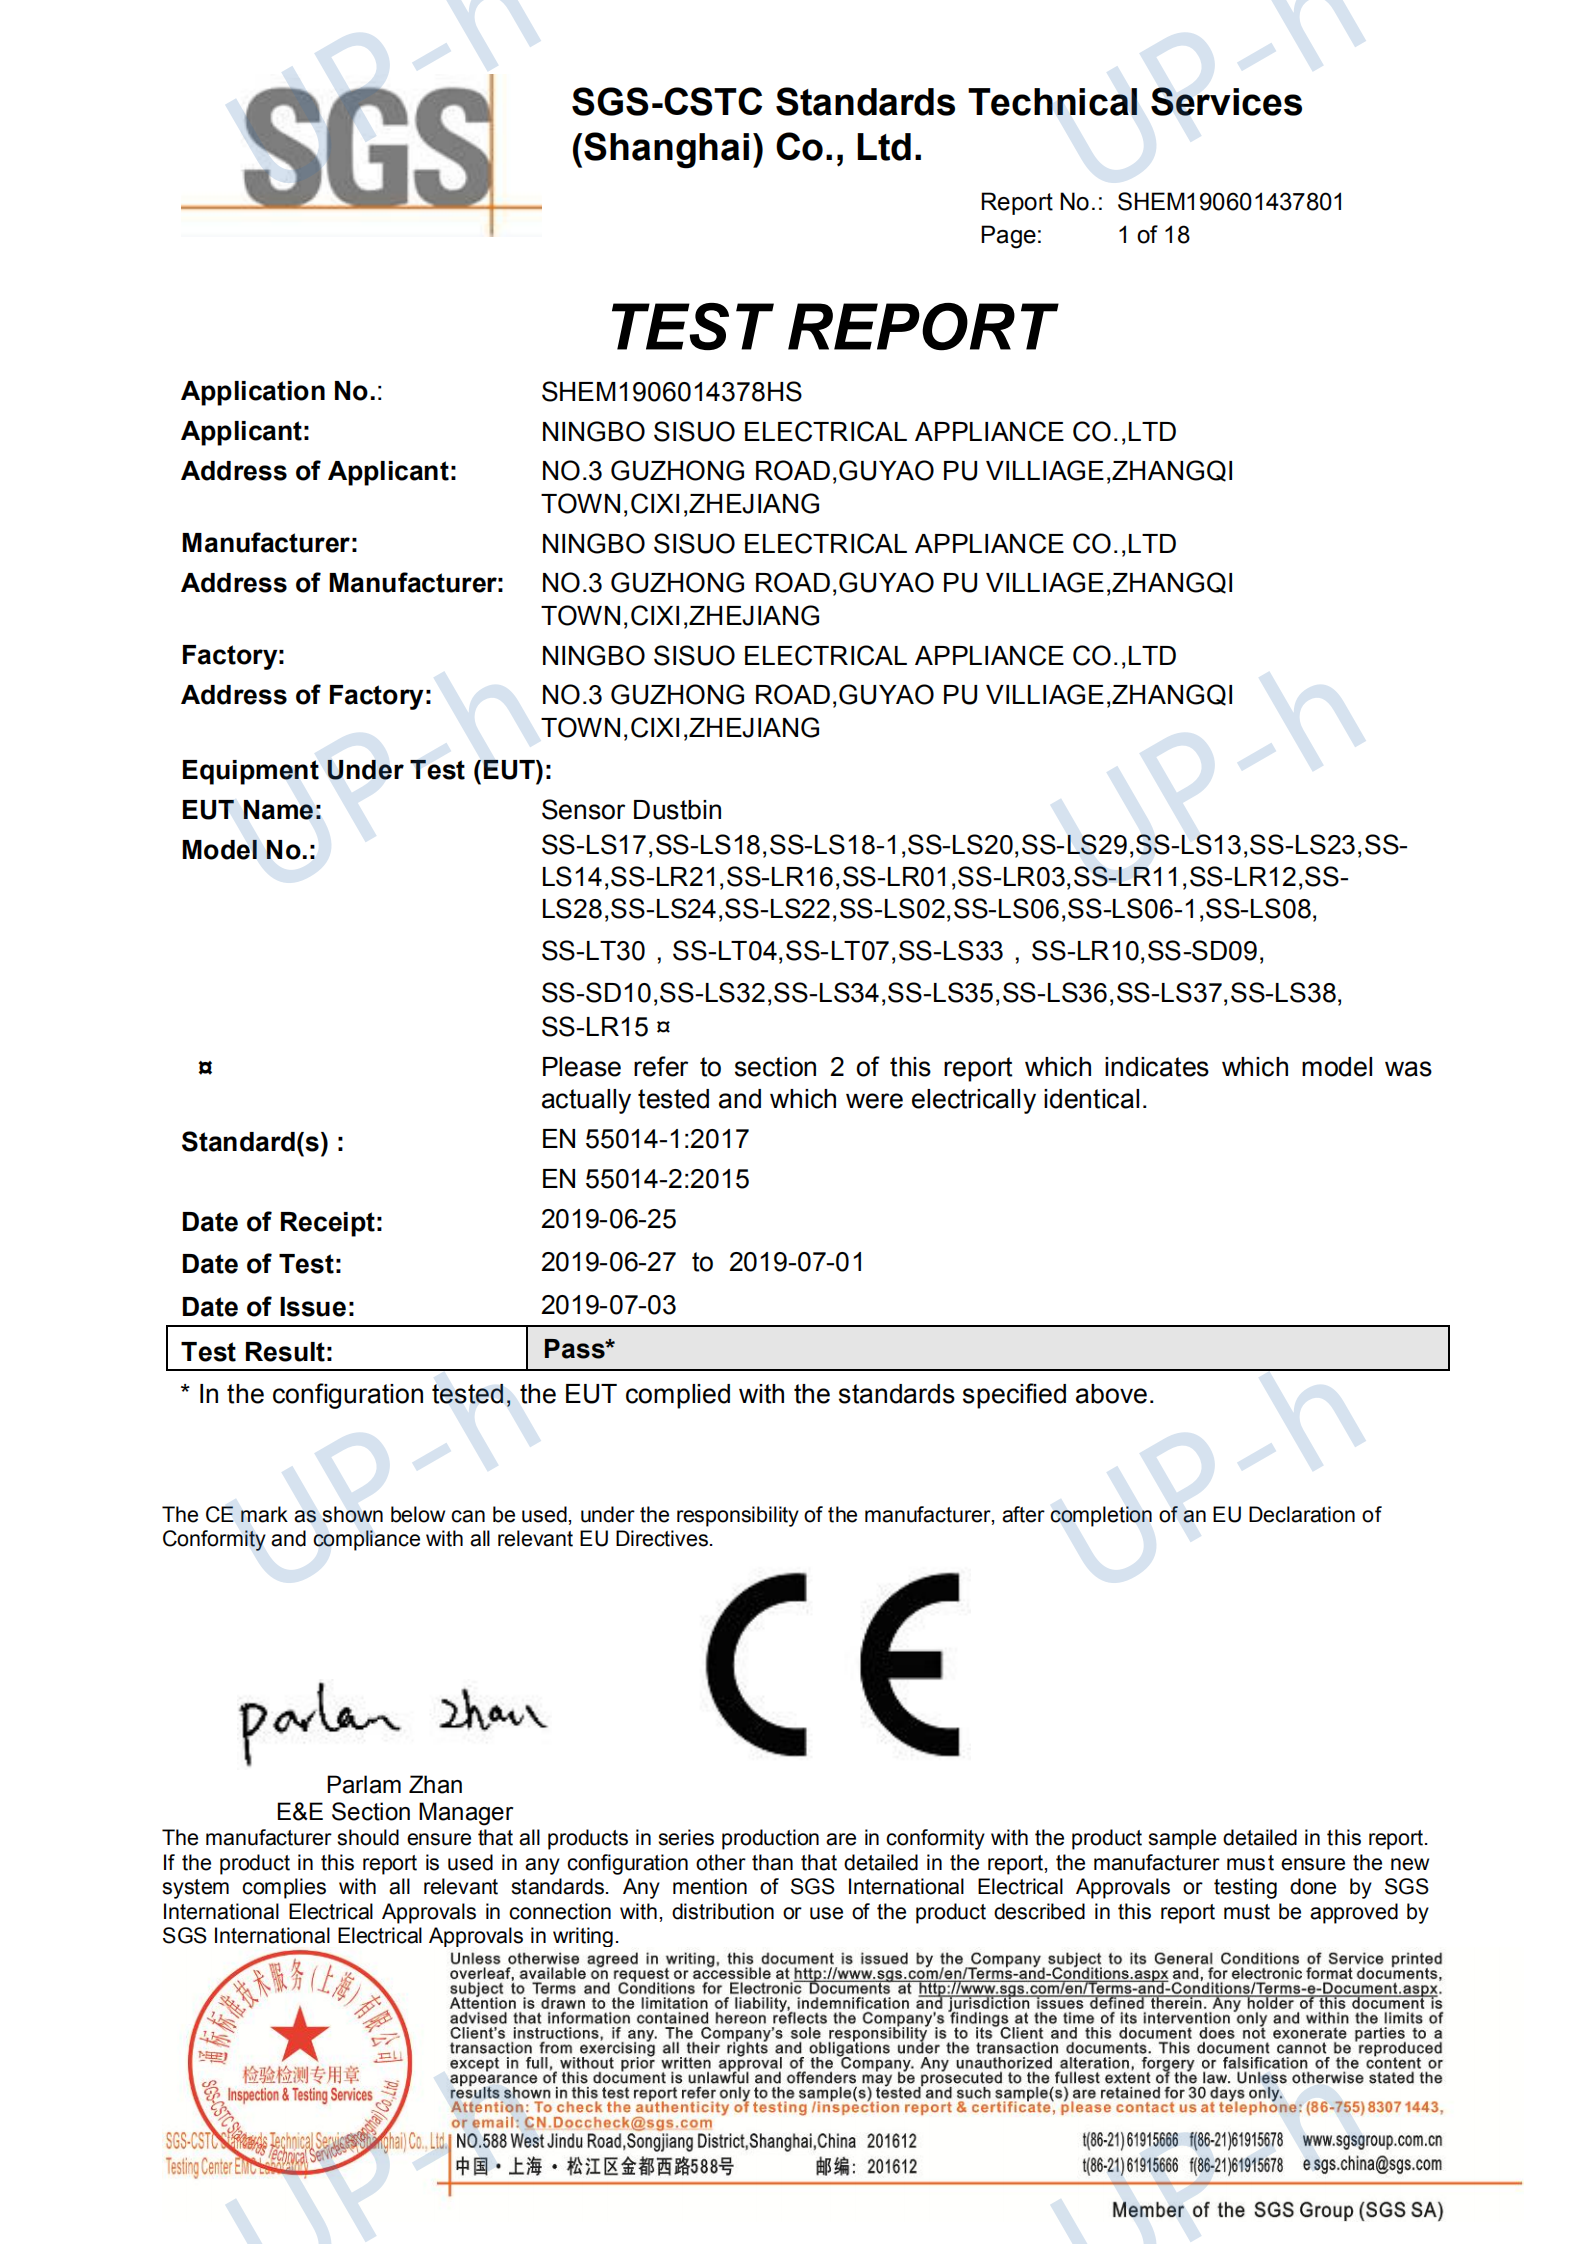 SGS
SGS-CSTC Standards Technical Services
(Shanghai) Co., Ltd.
Report No.: SHEM190601437801
Page: 1 of 18
TEST REPORT
Application No.: SHEM1906014378HS
Applicant: NINGBO SISUO ELECTRICAL APPLIANCE CO.,LTD
Address of Applicant: NO.3 GUZHONG ROAD,GUYAO PU VILLIAGE,ZHANGQI
TOWN,CIXI,ZHEJIANG
Manufacturer: NINGBO SISUO ELECTRICAL APPLIANCE CO.,LTD
Address of Manufacturer: NO.3 GUZHONG ROAD,GUYAO PU VILLIAGE,ZHANGQI
TOWN,CIXI,ZHEJIANG
Factory: NINGBO SISUO ELECTRICAL APPLIANCE CO.,LTD
Address of Factory: NO.3 GUZHONG ROAD,GUYAO PU VILLIAGE,ZHANGQI
TOWN,CIXI,ZHEJIANG
Equipment Under Test (EUT):
EUT Name: Sensor Dustbin
Model No.: SS-LS17,SS-LS18,SS-LS18-1,SS-LS20,SS-LS29,SS-LS13,SS-LS23,SS-
LS14,SS-LR21,SS-LR16,SS-LR01,SS-LR03,SS-LR11,SS-LR12,SS-
LS28,SS-LS24,SS-LS22,SS-LS02,SS-LS06,SS-LS06-1,SS-LS08,
SS-LT30 , SS-LT04,SS-LT07,SS-LS33 , SS-LR10,SS-SD09,
SS-SD10,SS-LS32,SS-LS34,SS-LS35,SS-LS36,SS-LS37,SS-LS38,
SS-LR15 ¤
¤ Please refer to section 2 of this report which indicates which model was
actually tested and which were electrically identical.
Standard(s) : EN 55014-1:2017
EN 55014-2:2015
Date of Receipt: 2019-06-25
Date of Test: 2019-06-27 to 2019-07-01
Date of Issue: 2019-07-03
Test Result: Pass*
* In the configuration tested, the EUT complied with the standards specified above.
The CE mark as shown below can be used, under the responsibility of the manufacturer, after completion of an EU Declaration of
Conformity and compliance with all relevant EU Directives.
CE
Parlam Zhan
Parlam Zhan
E&E Section Manager
The manufacturer should ensure that all products in series production are in conformity with the product sample detailed in this report.
If the product in this report is used in any configuration other than that detailed in the report, the manufacturer must ensure the new
system complies with all relevant standards. Any mention of SGS International Electrical Approvals or testing done by SGS
International Electrical Approvals in connection with, distribution or use of the product described in this report must be approved by
SGS International Electrical Approvals in writing.
Unless otherwise agreed in writing, this document is issued by the Company subject to its General Conditions of Service printed
overleaf, available on request or accessible at http://www.sgs.com/en/Terms-and-Conditions.aspx and, for electronic format documents,
subject to Terms and Conditions for Electronic Documents at http://www.sgs.com/en/Terms-and-Conditions/Terms-e-Document.aspx.
Attention is drawn to the limitation of liability, indemnification and jurisdiction issues defined therein. Any holder of this document is
advised that information contained hereon reflects the Company's findings at the time of its intervention only and within the limits of
Client's instructions, if any. The Company's sole responsibility is to its Client and this document does not exonerate parties to a
transaction from exercising all their rights and obligations under the transaction documents. This document cannot be reproduced
except in full, without prior written approval of the Company. Any unauthorized alteration, forgery or falsification of the content or
appearance of this document is unlawful and offenders may be prosecuted to the fullest extent of the law. Unless otherwise stated the
results shown in this test report refer only to the sample(s) tested and such sample(s) are retained for 30 days only.
Attention: To check the authenticity of testing /inspection report & certificate, please contact us at telephone: (86-755) 8307 1443,
or email: CN.Doccheck@sgs.com
通标标准技术服务(上海)有限公司
检验检测专用章
Inspection & Testing Services
SGS-CSTC Standards Technical Services (Shanghai) Co., Ltd.
SGS-CSTC Standards Technical Services (Shanghai) Co., Ltd.
Testing Center EMC Laboratory
NO.588 West Jindu Road,Songjiang District,Shanghai,China 201612 t(86-21) 61915666 f(86-21)61915678 www.sgsgroup.com.cn
中国·上海·松江区金都西路588号 邮编: 201612 t(86-21) 61915666 f(86-21)61915678 e sgs.china@sgs.com
Member of the SGS Group (SGS SA)
UP-h
UP-h
UP-h
UP-h
UP-h
UP-h
UP-h
UP-h